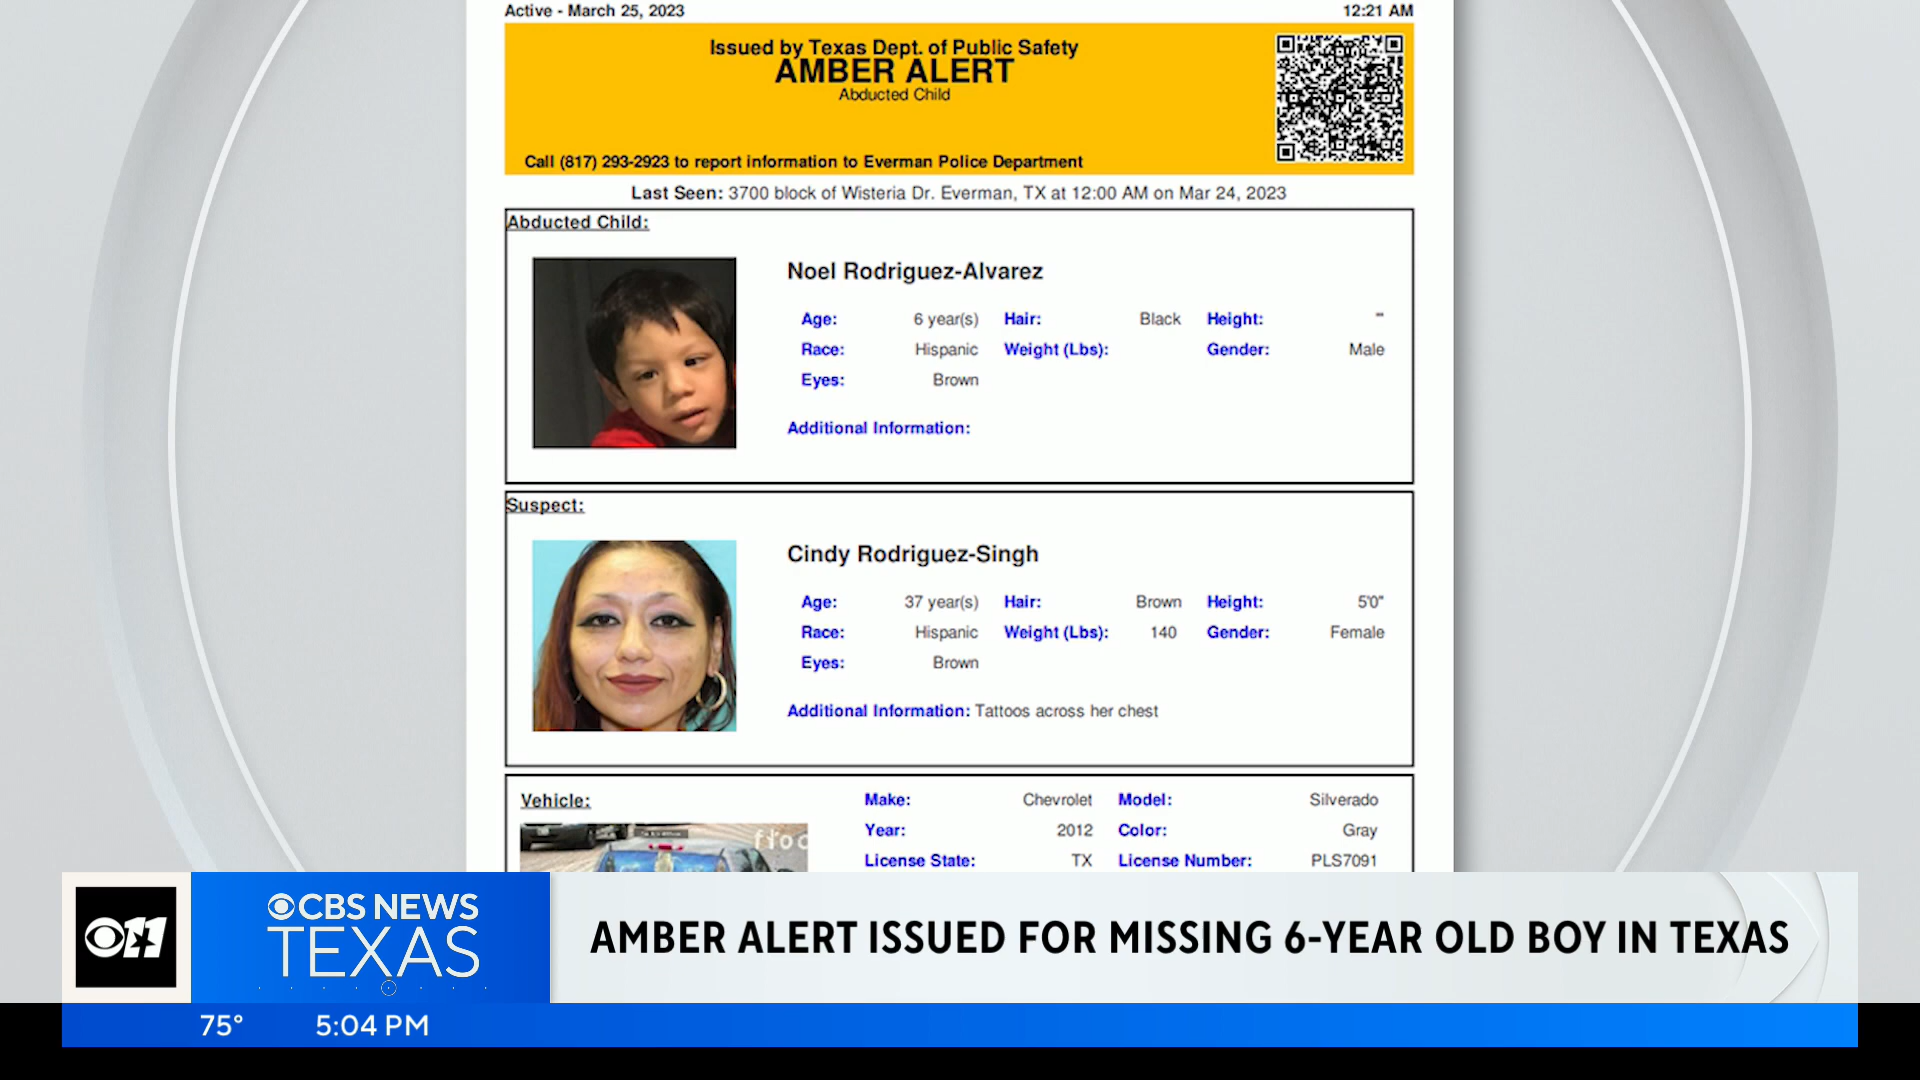 Active - March 25, 2023 12:21 AM
Issued by Texas Dept. of Public Safety
AMBER ALERT
Abducted Child
Call (817) 293-2923 to report information to Everman Police Department
Last Seen: 3700 block of Wisteria Dr. Everman, TX at 12:00 AM on Mar 24, 2023
Abducted Child:
Noel Rodriguez-Alvarez
Age: 6 year(s) Hair: Black Height: '"
Race: Hispanic Weight (Lbs): Gender: Male
Eyes: Brown
Additional Information:
Suspect:
Cindy Rodriguez-Singh
Age: 37 year(s) Hair: Brown Height: 5'0"
Race: Hispanic Weight (Lbs): 140 Gender: Female
Eyes: Brown
Additional Information: Tattoos across her chest
Vehicle:
Make: Chevrolet Model: Silverado
Year: 2012 Color: Gray
License State: TX License Number: PLS7091
11
CBS NEWS
TEXAS
AMBER ALERT ISSUED FOR MISSING 6-YEAR OLD BOY IN TEXAS
75° 5:04 PM